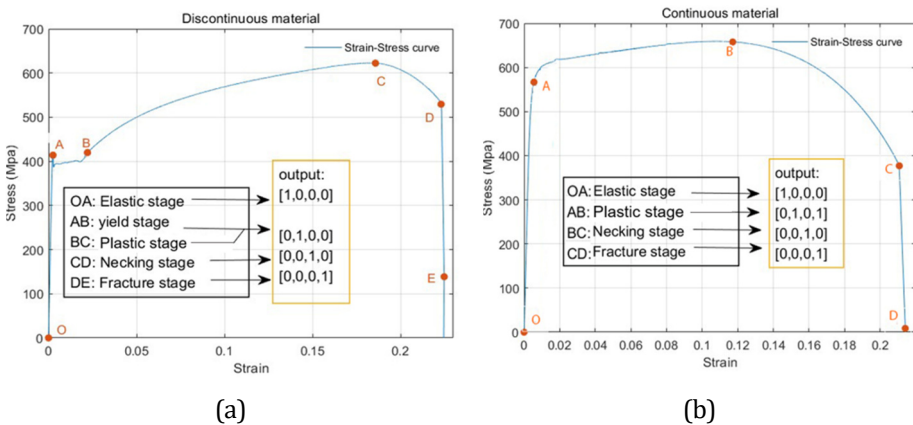 Discontinuous material
Strain-Stress curve
700
600
500
400
300
200
100
0
Stress (Mpa)
A
B
C
D
E
O
OA: Elastic stage
AB: yield stage
BC: Plastic stage
CD: Necking stage
DE: Fracture stage
output:
[1,0,0,0]
[0,1,0,0]
[0,0,1,0]
[0,0,0,1]
0
0.05
0.1
0.15
0.2
Strain
(a)
Continuous material
Strain-Stress curve
700
600
500
400
300
200
100
0
Stress (Mpa)
A
B
C
D
O
OA: Elastic stage
AB: Plastic stage
BC: Necking stage
CD: Fracture stage
output:
[1,0,0,0]
[0,1,0,1]
[0,0,1,0]
[0,0,0,1]
0
0.02
0.04
0.06
0.08
0.1
0.12
0.14
0.16
0.18
0.2
Strain
(b)